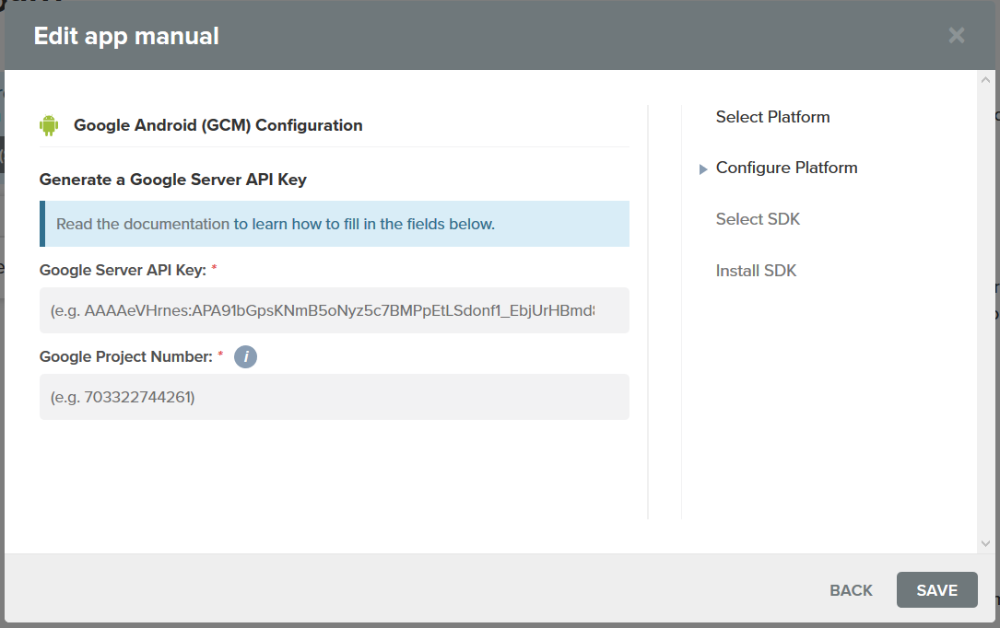 Edit app manual
Google Android (GCM) Configuration
Generate a Google Server API Key
Read the documentation to learn how to fill in the fields below.
Google Server API Key: *
(e.g. AAAAeVHrnes:APA91bGpsKNmB5oNyz5c7BMPpEtLSdonf1_EbjUrHBmd
Google Project Number: * i
(e.g. 703322744261)
Select Platform
Configure Platform
Select SDK
Install SDK
BACK
SAVE